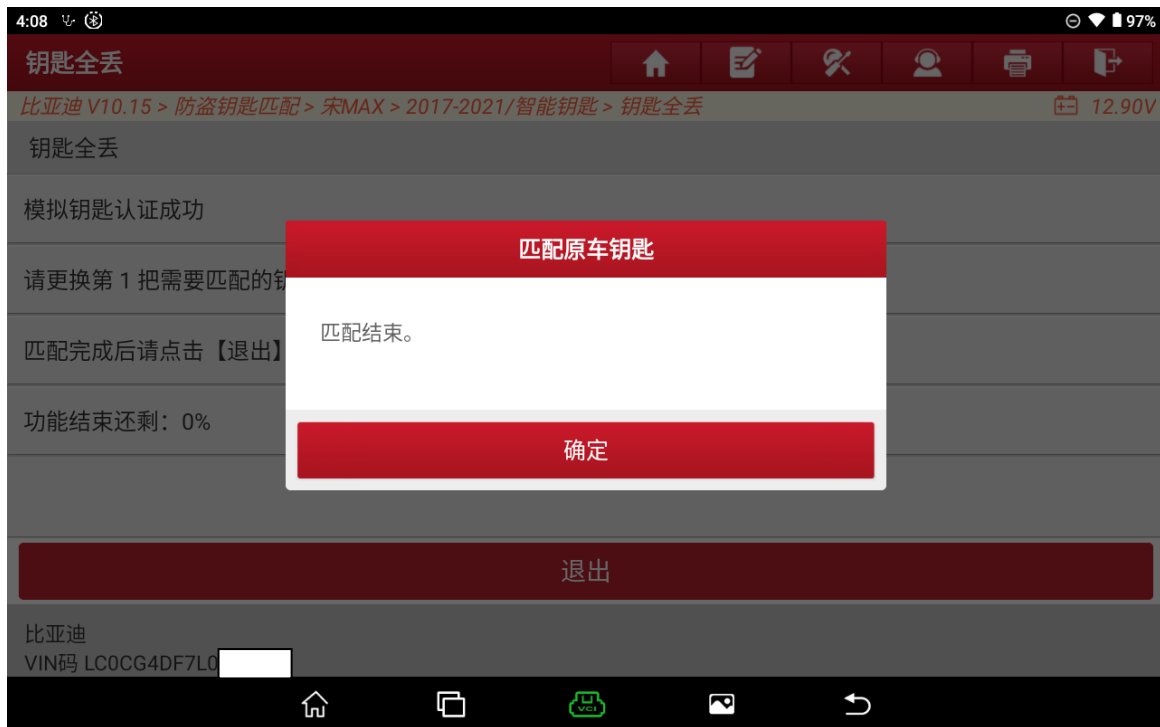 4:08
97%
钥匙全丢
比亚迪 V10.15 > 防盗钥匙匹配 > 宋MAX > 2017-2021/智能钥匙 > 钥匙全丢
12.90V
钥匙全丢
模拟钥匙认证成功
匹配原车钥匙
请更换第 1 把需要匹配的钥
匹配结束。
匹配完成后请点击【退出】
功能结束还剩：0%
确定
退出
比亚迪
VIN码 LC0CG4DF7L0
VCI